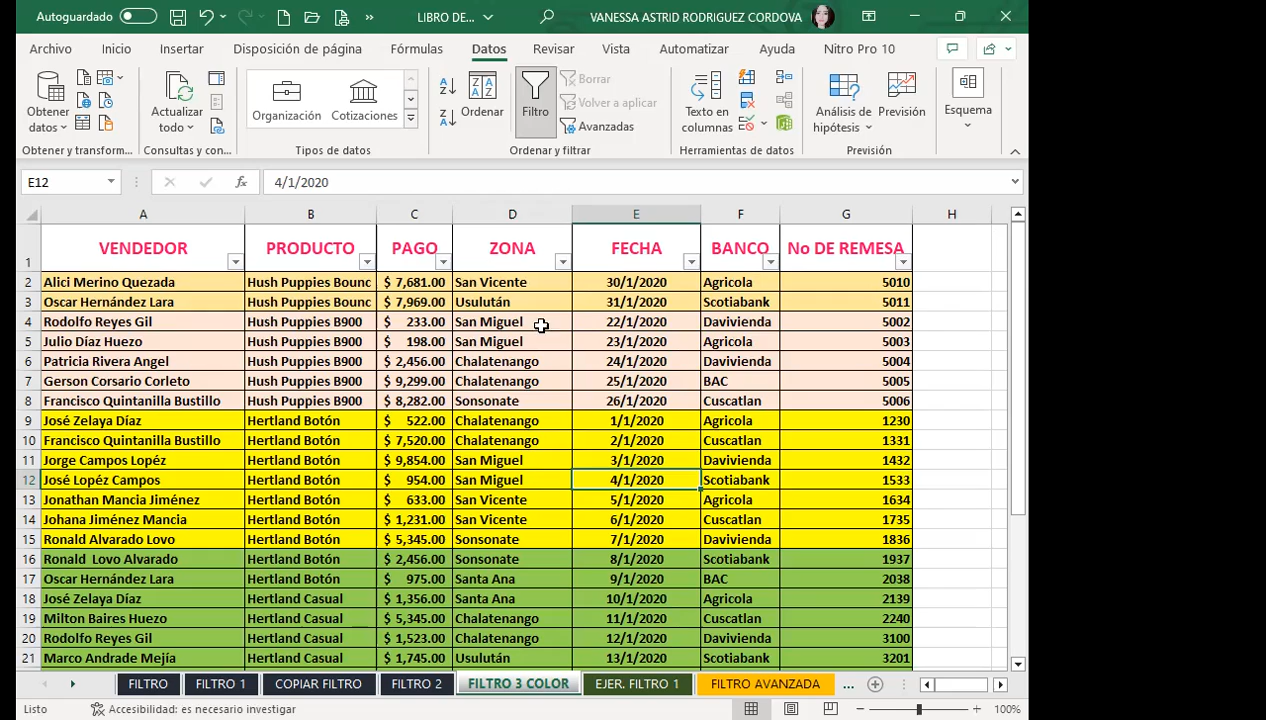 Autoguardado LIBRO DE... VANESSA ASTRID RODRIGUEZ CORDOVA
Archivo Inicio Insertar Disposición de página Fórmulas Datos Revisar Vista Automatizar Ayuda Nitro Pro 10
Obtener datos
Actualizar todo
Organización Cotizaciones
Ordenar
Filtro
Borrar
Volver a aplicar
Avanzadas
Texto en columnas
Análisis de hipótesis
Previsión
Esquema
Obtener y transform... Consultas y con... Tipos de datos Ordenar y filtrar Herramientas de datos Previsión
E12 fx 4/1/2020
A B C D E F G H
1 VENDEDOR PRODUCTO PAGO ZONA FECHA BANCO No DE REMESA
2 Alici Merino Quezada Hush Puppies Bounc $ 7,681.00 San Vicente 30/1/2020 Agricola 5010
3 Oscar Hernández Lara Hush Puppies Bounc $ 7,969.00 Usulután 31/1/2020 Scotiabank 5011
4 Rodolfo Reyes Gil Hush Puppies B900 $ 233.00 San Miguel 22/1/2020 Davivienda 5002
5 Julio Díaz Huezo Hush Puppies B900 $ 198.00 San Miguel 23/1/2020 Agricola 5003
6 Patricia Rivera Angel Hush Puppies B900 $ 2,456.00 Chalatenango 24/1/2020 Davivienda 5004
7 Gerson Corsario Corleto Hush Puppies B900 $ 9,299.00 Chalatenango 25/1/2020 BAC 5005
8 Francisco Quintanilla Bustillo Hush Puppies B900 $ 8,282.00 Sonsonate 26/1/2020 Cuscatlan 5006
9 José Zelaya Díaz Hertland Botón $ 522.00 Chalatenango 1/1/2020 Agricola 1230
10 Francisco Quintanilla Bustillo Hertland Botón $ 7,520.00 Chalatenango 2/1/2020 Cuscatlan 1331
11 Jorge Campos Lopéz Hertland Botón $ 9,854.00 San Miguel 3/1/2020 Davivienda 1432
12 José Lopéz Campos Hertland Botón $ 954.00 San Miguel 4/1/2020 Scotiabank 1533
13 Jonathan Mancia Jiménez Hertland Botón $ 633.00 San Vicente 5/1/2020 Agricola 1634
14 Johana Jiménez Mancia Hertland Botón $ 1,231.00 San Vicente 6/1/2020 Cuscatlan 1735
15 Ronald Alvarado Lovo Hertland Botón $ 5,345.00 Sonsonate 7/1/2020 Davivienda 1836
16 Ronald Lovo Alvarado Hertland Botón $ 2,456.00 Sonsonate 8/1/2020 Scotiabank 1937
17 Oscar Hernández Lara Hertland Botón $ 975.00 Santa Ana 9/1/2020 BAC 2038
18 José Zelaya Díaz Hertland Casual $ 1,356.00 Santa Ana 10/1/2020 Agricola 2139
19 Milton Baires Huezo Hertland Casual $ 5,345.00 Chalatenango 11/1/2020 Cuscatlan 2240
20 Rodolfo Reyes Gil Hertland Casual $ 1,523.00 Chalatenango 12/1/2020 Davivienda 3100
21 Marco Andrade Mejía Hertland Casual $ 1,745.00 Usulután 13/1/2020 Scotiabank 3201
FILTRO FILTRO 1 COPIAR FILTRO FILTRO 2 FILTRO 3 COLOR EJER. FILTRO 1 FILTRO AVANZADA ...
Listo Accesibilidad: es necesario investigar 100%